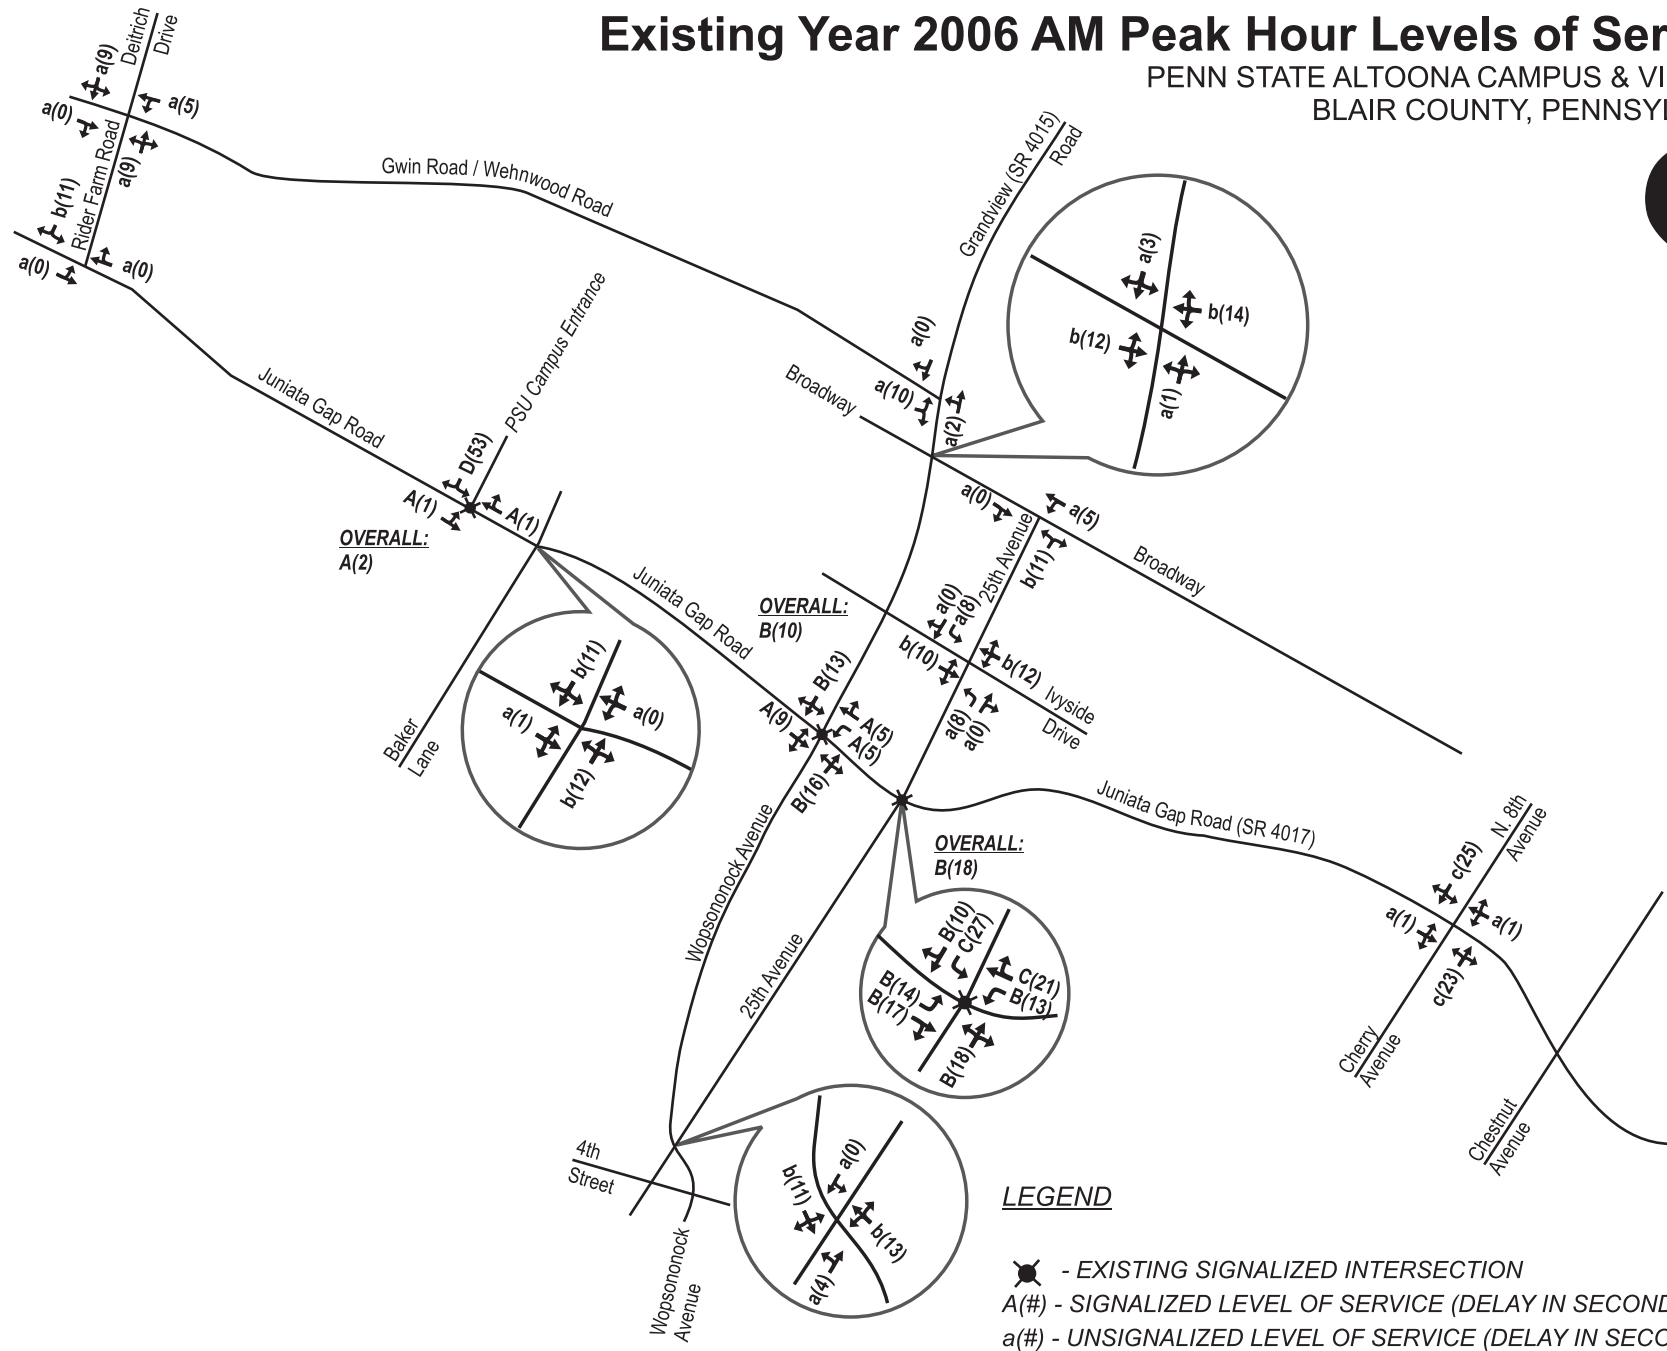 Existing Year 2006 AM Peak Hour Levels of Ser
PENN STATE ALTOONA CAMPUS & VI
BLAIR COUNTY, PENNSYL
Deitrich
Drive
a(9)
a(0)
a(5)
a(9)
Rider Farm Road
b(11)
a(0)
a(0)
Gwin Road / Wehnwood Road
Grandview (SR 4015)
Road
a(3)
b(14)
b(12)
a(1)
a(0)
a(10)
a(2)
Broadway
Juniata Gap Road
PSU Campus Entrance
D(53)
A(1)
A(1)
OVERALL:
A(2)
a(0)
a(5)
b(11)
25th Avenue
Broadway
Juniata Gap Road
OVERALL:
B(10)
a(0)
a(8)
b(10)
b(12)
a(8)
a(0)
Ivyside
Drive
Baker
Lane
b(11)
a(0)
a(1)
b(12)
B(13)
A(9)
A(5)
A(5)
B(16)
Wopsononock Avenue
25th Avenue
Juniata Gap Road (SR 4017)
OVERALL:
B(18)
B(10)
C(27)
C(21)
B(13)
B(14)
B(17)
B(18)
N. 8th
Avenue
c(25)
a(1)
a(1)
c(23)
Cherry
Avenue
Chestnut
Avenue
4th
Street
Wopsononock
Avenue
a(0)
b(11)
b(13)
a(4)
LEGEND
- EXISTING SIGNALIZED INTERSECTION
A(#) - SIGNALIZED LEVEL OF SERVICE (DELAY IN SECOND
a(#) - UNSIGNALIZED LEVEL OF SERVICE (DELAY IN SECO